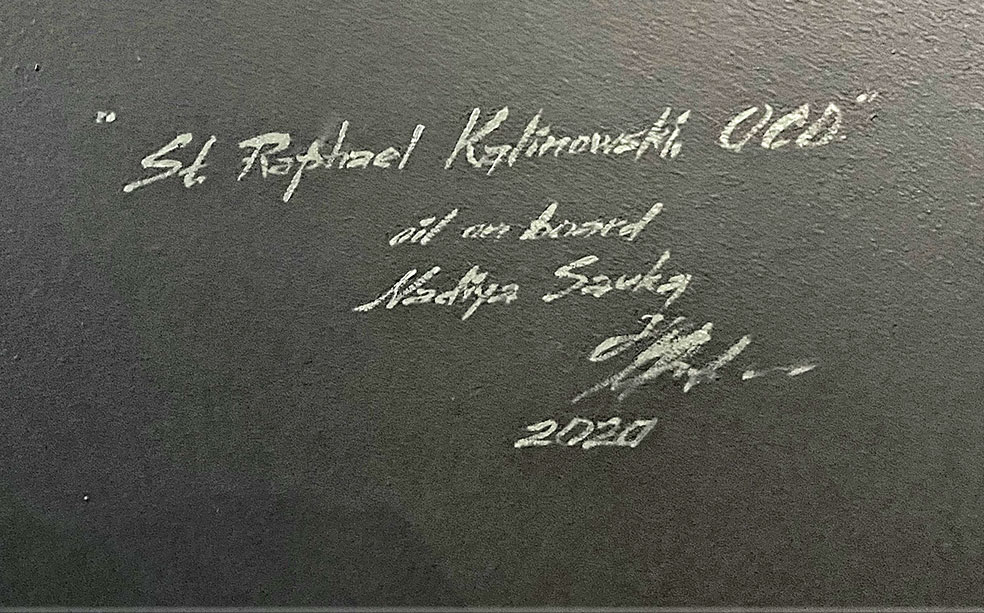 "St Raphael Kalinowski OCD"
oil on board
Nadiya Sauka
2020